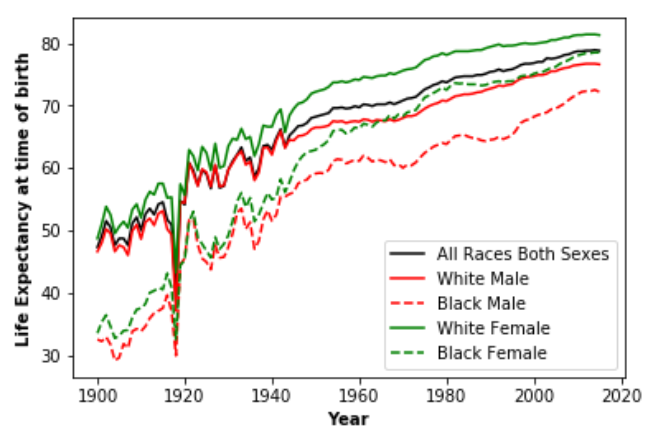 Life Expectancy at time of birth
80
70
60
50
40
30
All Races Both Sexes
White Male
Black Male
White Female
Black Female
1900 1920 1940 1960 1980 2000 2020
Year